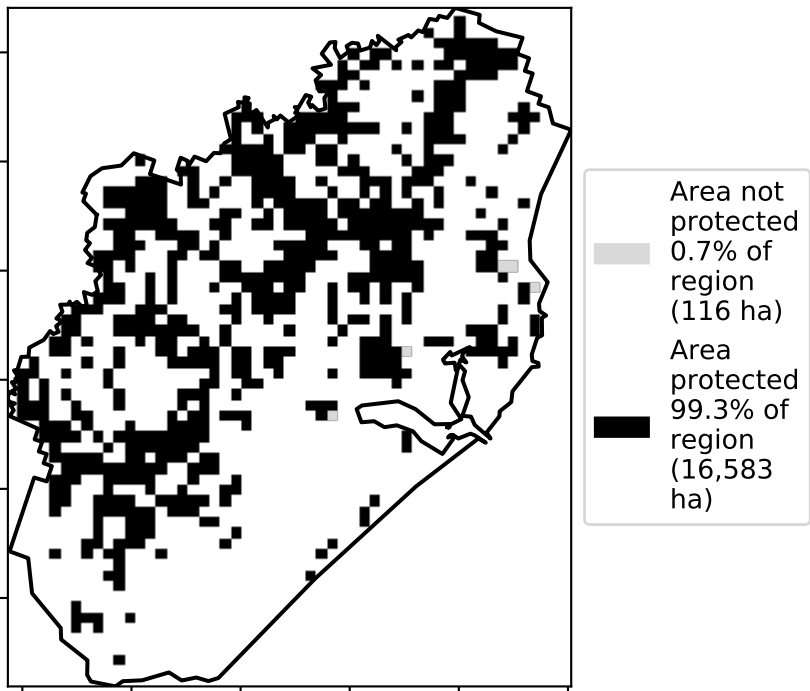 Area not
protected
0.7% of
region
(116 ha)
Area
protected
99.3% of
region
(16,583
ha)